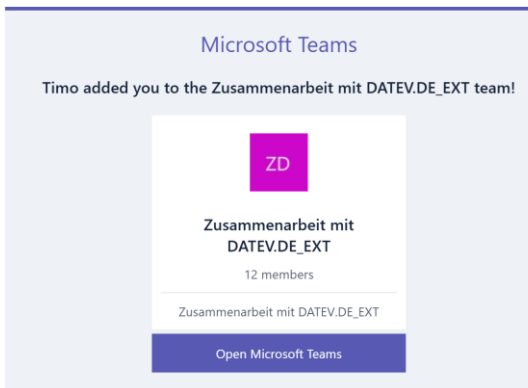 Microsoft Teams
Timo added you to the Zusammenarbeit mit DATEV.DE_EXT team!
ZD
Zusammenarbeit mit
DATEV.DE_EXT
12 members
Zusammenarbeit mit DATEV.DE_EXT
Open Microsoft Teams